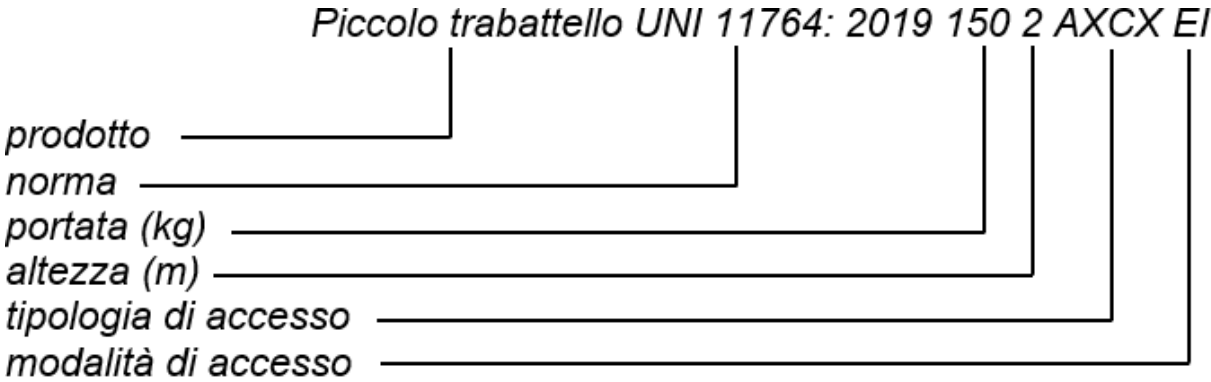 Piccolo trabattello UNI 11764: 2019 150 2 AXCX EI
prodotto
norma
portata (kg)
altezza (m)
tipologia di accesso
modalità di accesso